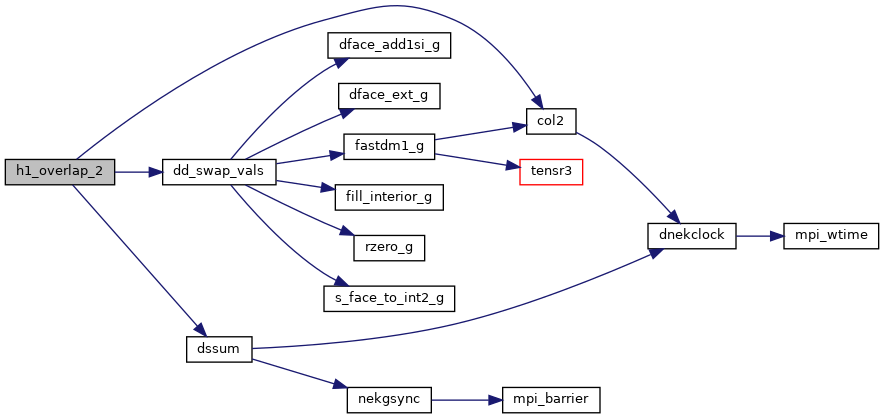 h1_overlap_2
dd_swap_vals
dface_add1si_g
dface_ext_g
fastdm1_g
fill_interior_g
rzero_g
s_face_to_int2_g
col2
tensr3
dnekclock
mpi_wtime
dssum
nekgsync
mpi_barrier